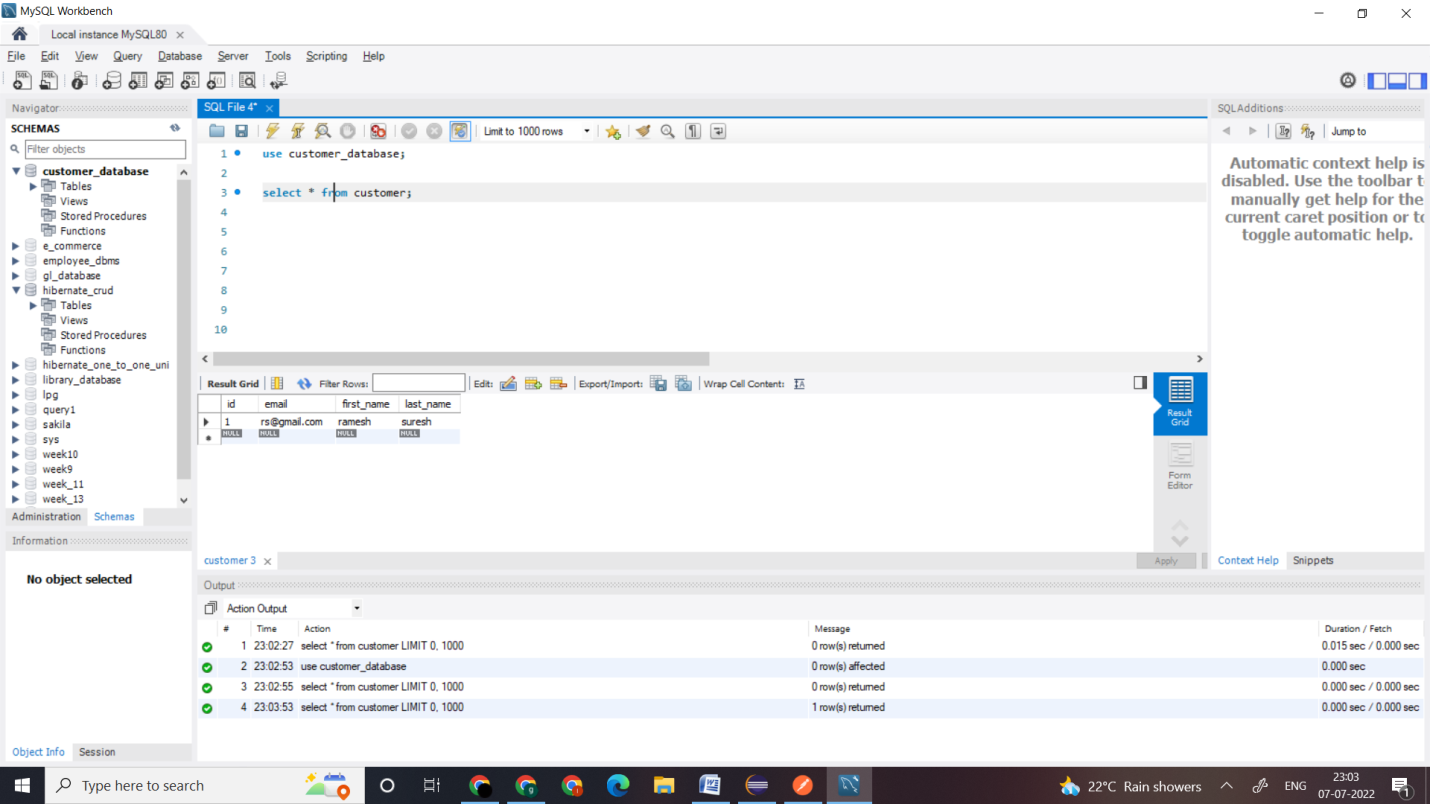 MySQL Workbench
Local instance MySQL80
File Edit View Query Database Server Tools Scripting Help
Navigator
SCHEMAS
Filter objects
customer_database
Tables
Views
Stored Procedures
Functions
e_commerce
employee_dbms
gl_database
hibernate_crud
Tables
Views
Stored Procedures
Functions
hibernate_one_to_one_uni
library_database
lpg
query1
sakila
sys
week10
week9
week_11
week_13
Administration Schemas
Information
No object selected
Object Info Session
SQL File 4*
Limit to 1000 rows
1 use customer_database;
2
3 select * from customer;
4
5
6
7
8
9
10
Result Grid Filter Rows: Edit: Export/Import: Wrap Cell Content:
id email first_name last_name
1 rs@gmail.com ramesh suresh
NULL NULL NULL NULL
Result Grid
Form Editor
customer 3
Apply
SQLAdditions
Jump to
Automatic context help is
disabled. Use the toolbar t
manually get help for the
current caret position or to
toggle automatic help.
Context Help Snippets
Output
Action Output
# Time Action Message Duration / Fetch
1 23:02:27 select * from customer LIMIT 0, 1000 0 row(s) returned 0.015 sec / 0.000 sec
2 23:02:53 use customer_database 0 row(s) affected 0.000 sec
3 23:02:55 select * from customer LIMIT 0, 1000 0 row(s) returned 0.000 sec / 0.000 sec
4 23:03:53 select * from customer LIMIT 0, 1000 1 row(s) returned 0.000 sec / 0.000 sec
Type here to search
22°C Rain showers
ENG
23:03
07-07-2022
1